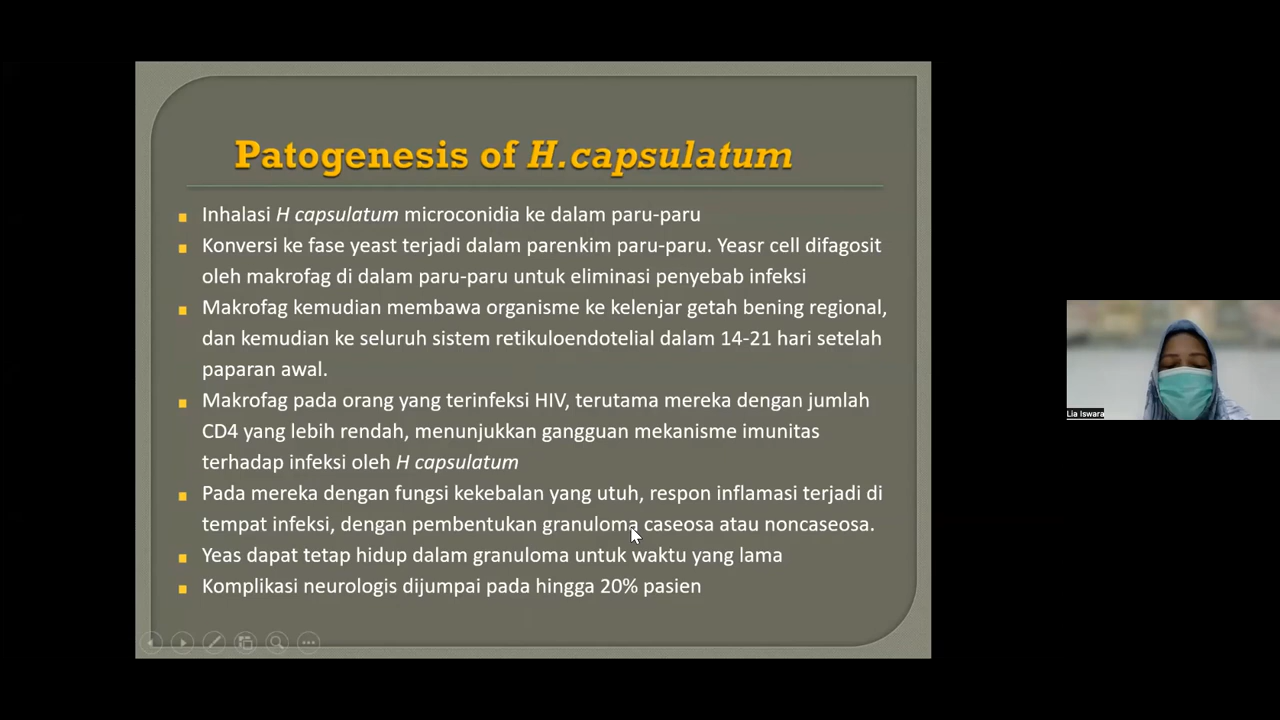 Patogenesis of H.capsulatum
Inhalasi H capsulatum microconidia ke dalam paru-paru
Konversi ke fase yeast terjadi dalam parenkim paru-paru. Yeasr cell difagosit
oleh makrofag di dalam paru-paru untuk eliminasi penyebab infeksi
Makrofag kemudian membawa organisme ke kelenjar getah bening regional,
dan kemudian ke seluruh sistem retikuloendotelial dalam 14-21 hari setelah
paparan awal.
Makrofag pada orang yang terinfeksi HIV, terutama mereka dengan jumlah
CD4 yang lebih rendah, menunjukkan gangguan mekanisme imunitas
terhadap infeksi oleh H capsulatum
Pada mereka dengan fungsi kekebalan yang utuh, respon inflamasi terjadi di
tempat infeksi, dengan pembentukan granuloma caseosa atau noncaseosa.
Yeas dapat tetap hidup dalam granuloma untuk waktu yang lama
Komplikasi neurologis dijumpai pada hingga 20% pasien
Lia Iswara